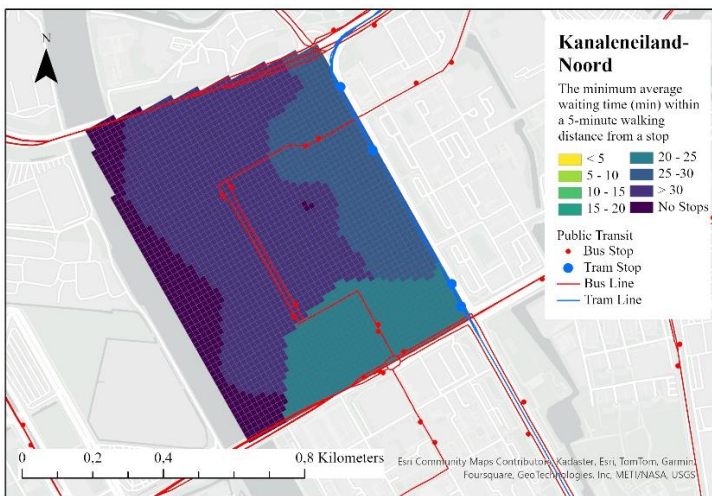 N
Kanaleneiland-
Noord
The minimum average
waiting time (min) within
a 5-minute walking
distance from a stop
< 5
20 - 25
5 - 10
25 -30
10 - 15
> 30
15 - 20
No Stops
Public Transit
Bus Stop
Tram Stop
Bus Line
Tram Line
0
0,2
0,4
0,8 Kilometers
Esri Community Maps Contributors, Kadaster, Esri, TomTom, Garmin,
Foursquare, GeoTechnologies, Inc, METI/NASA, USGS